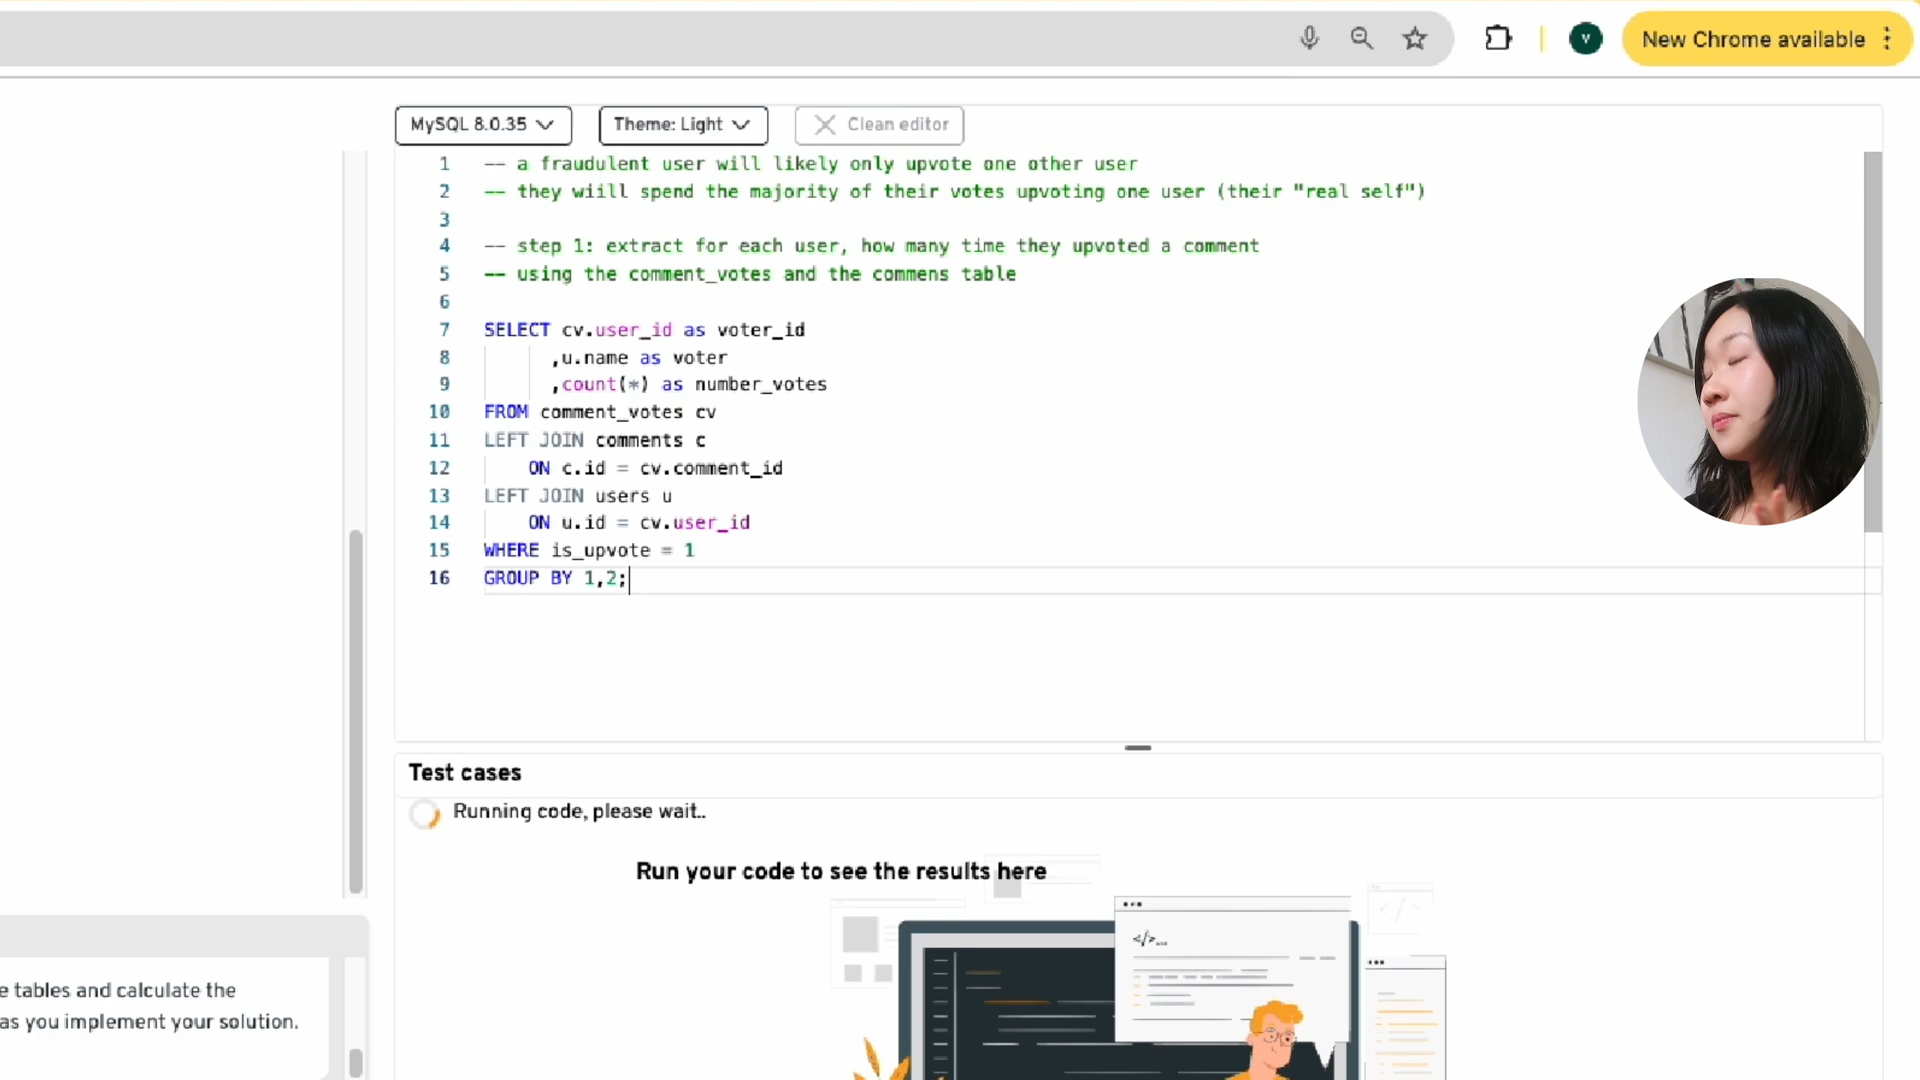 v
New Chrome available
MySQL 8.0.35
Theme: Light
Clean editor
1 -- a fraudulent user will likely only upvote one other user
2 -- they wiill spend the majority of their votes upvoting one user (their "real self")
3
4 -- step 1: extract for each user, how many time they upvoted a comment
5 -- using the comment_votes and the commens table
6
7 SELECT cv.user_id as voter_id
8 ,u.name as voter
9 ,count(*) as number_votes
10 FROM comment_votes cv
11 LEFT JOIN comments c
12 ON c.id = cv.comment_id
13 LEFT JOIN users u
14 ON u.id = cv.user_id
15 WHERE is_upvote = 1
16 GROUP BY 1,2;
Test cases
Running code, please wait..
Run your code to see the results here
</>
</>
e tables and calculate the
as you implement your solution.